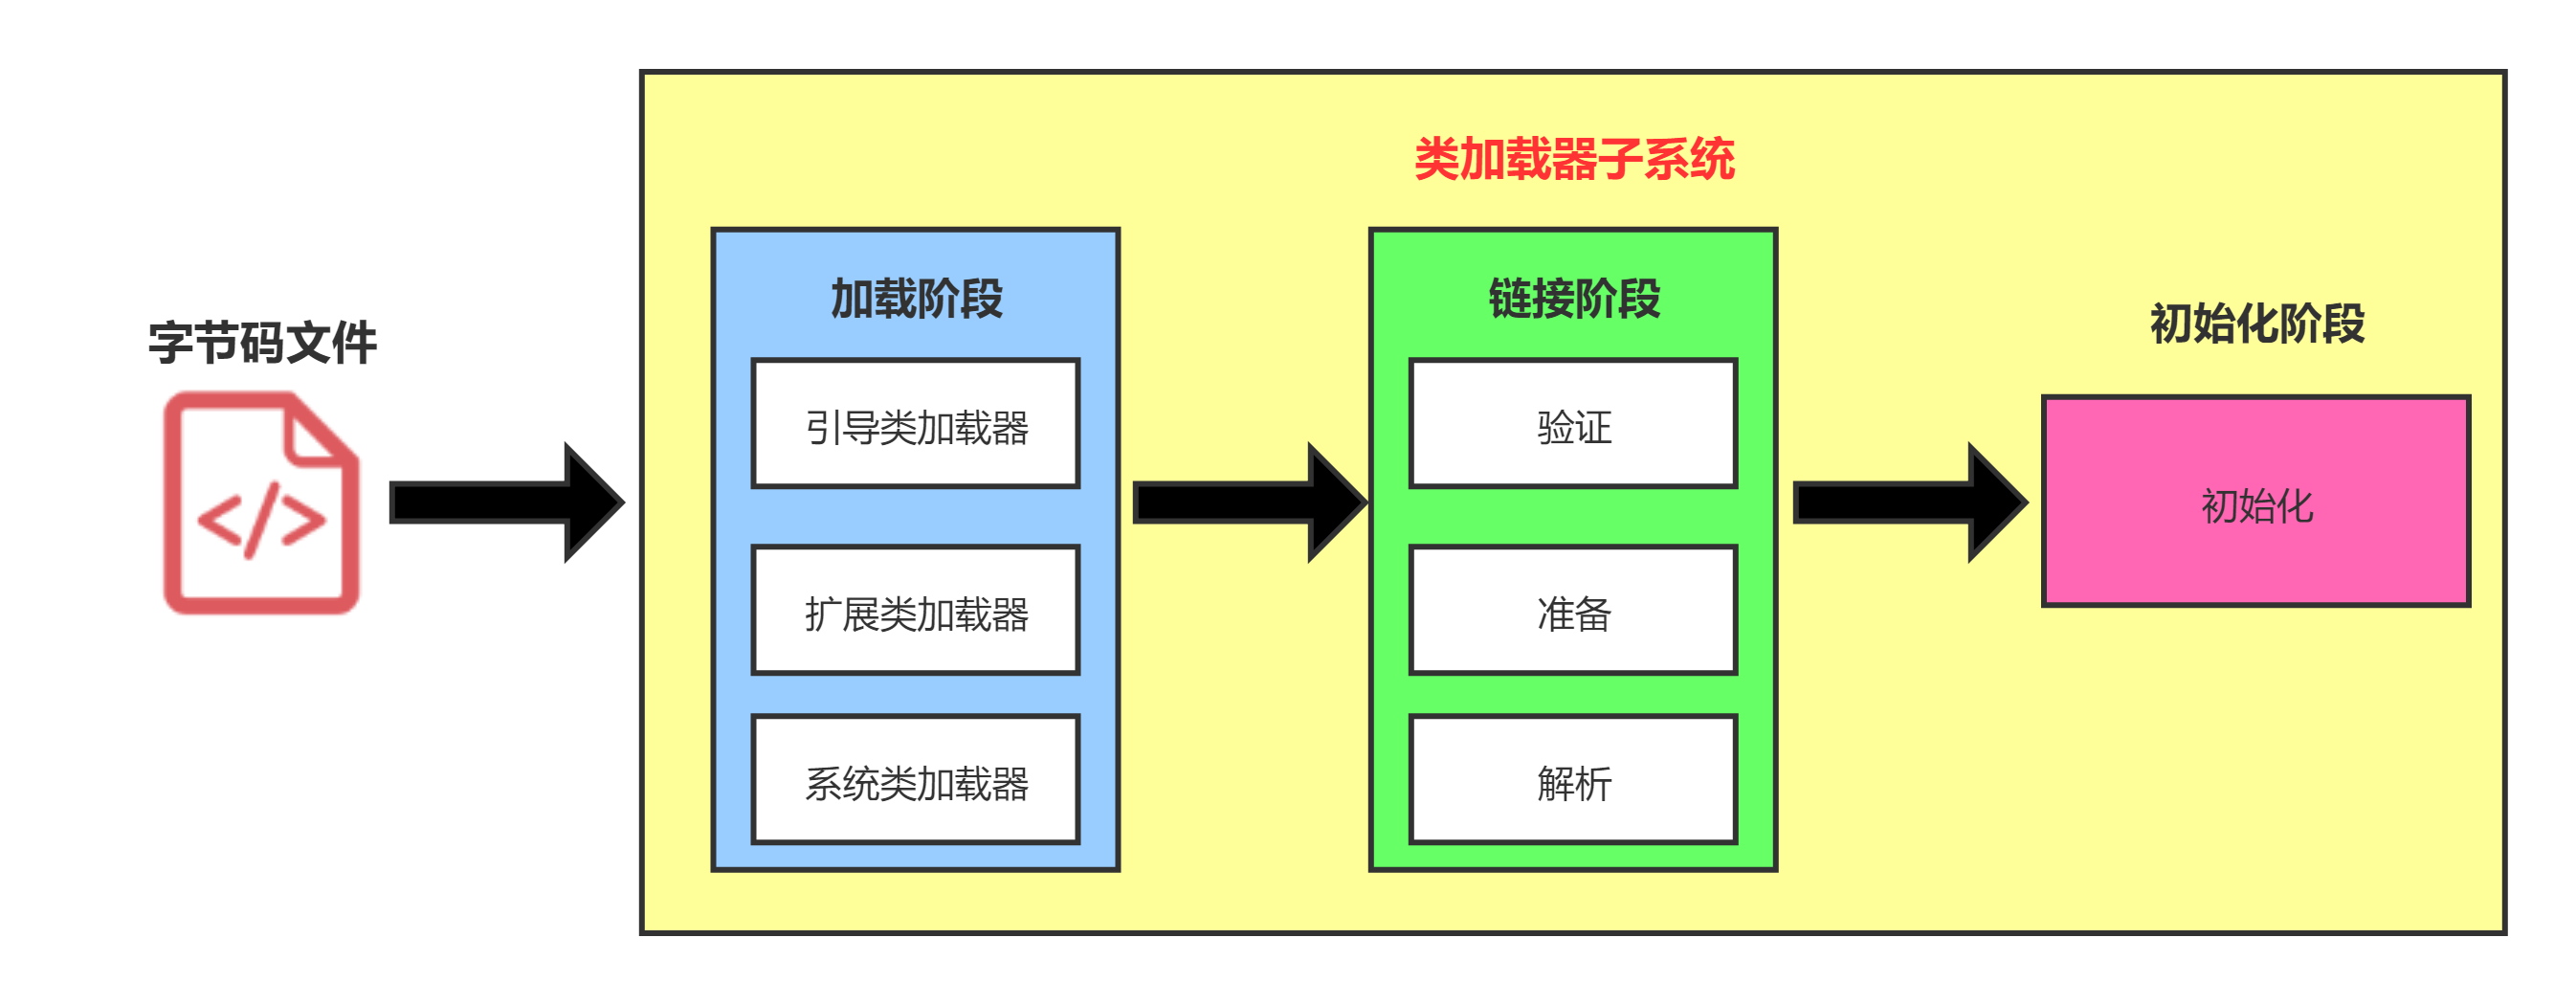 类加载器子系统
字节码文件
</>
加载阶段
引导类加载器
扩展类加载器
系统类加载器
链接阶段
验证
准备
解析
初始化阶段
初始化